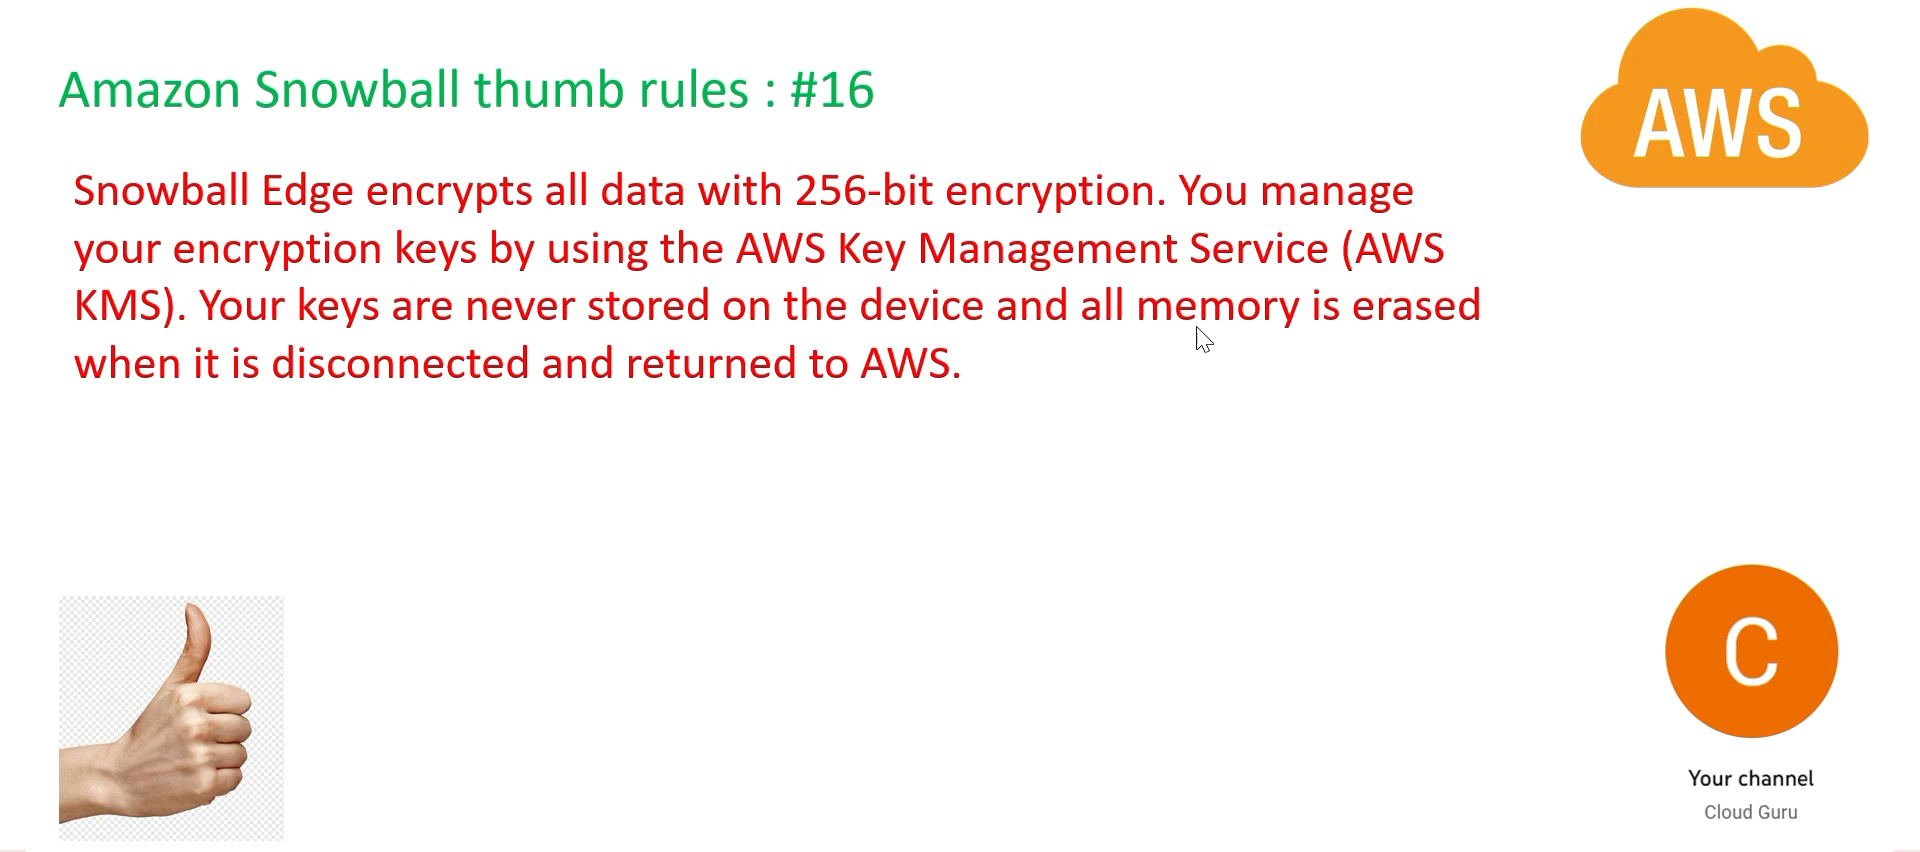 Amazon Snowball thumb rules : #16
AWS
Snowball Edge encrypts all data with 256-bit encryption. You manage
your encryption keys by using the AWS Key Management Service (AWS
KMS). Your keys are never stored on the device and all memory is erased
when it is disconnected and returned to AWS.
C
Your channel
Cloud Guru